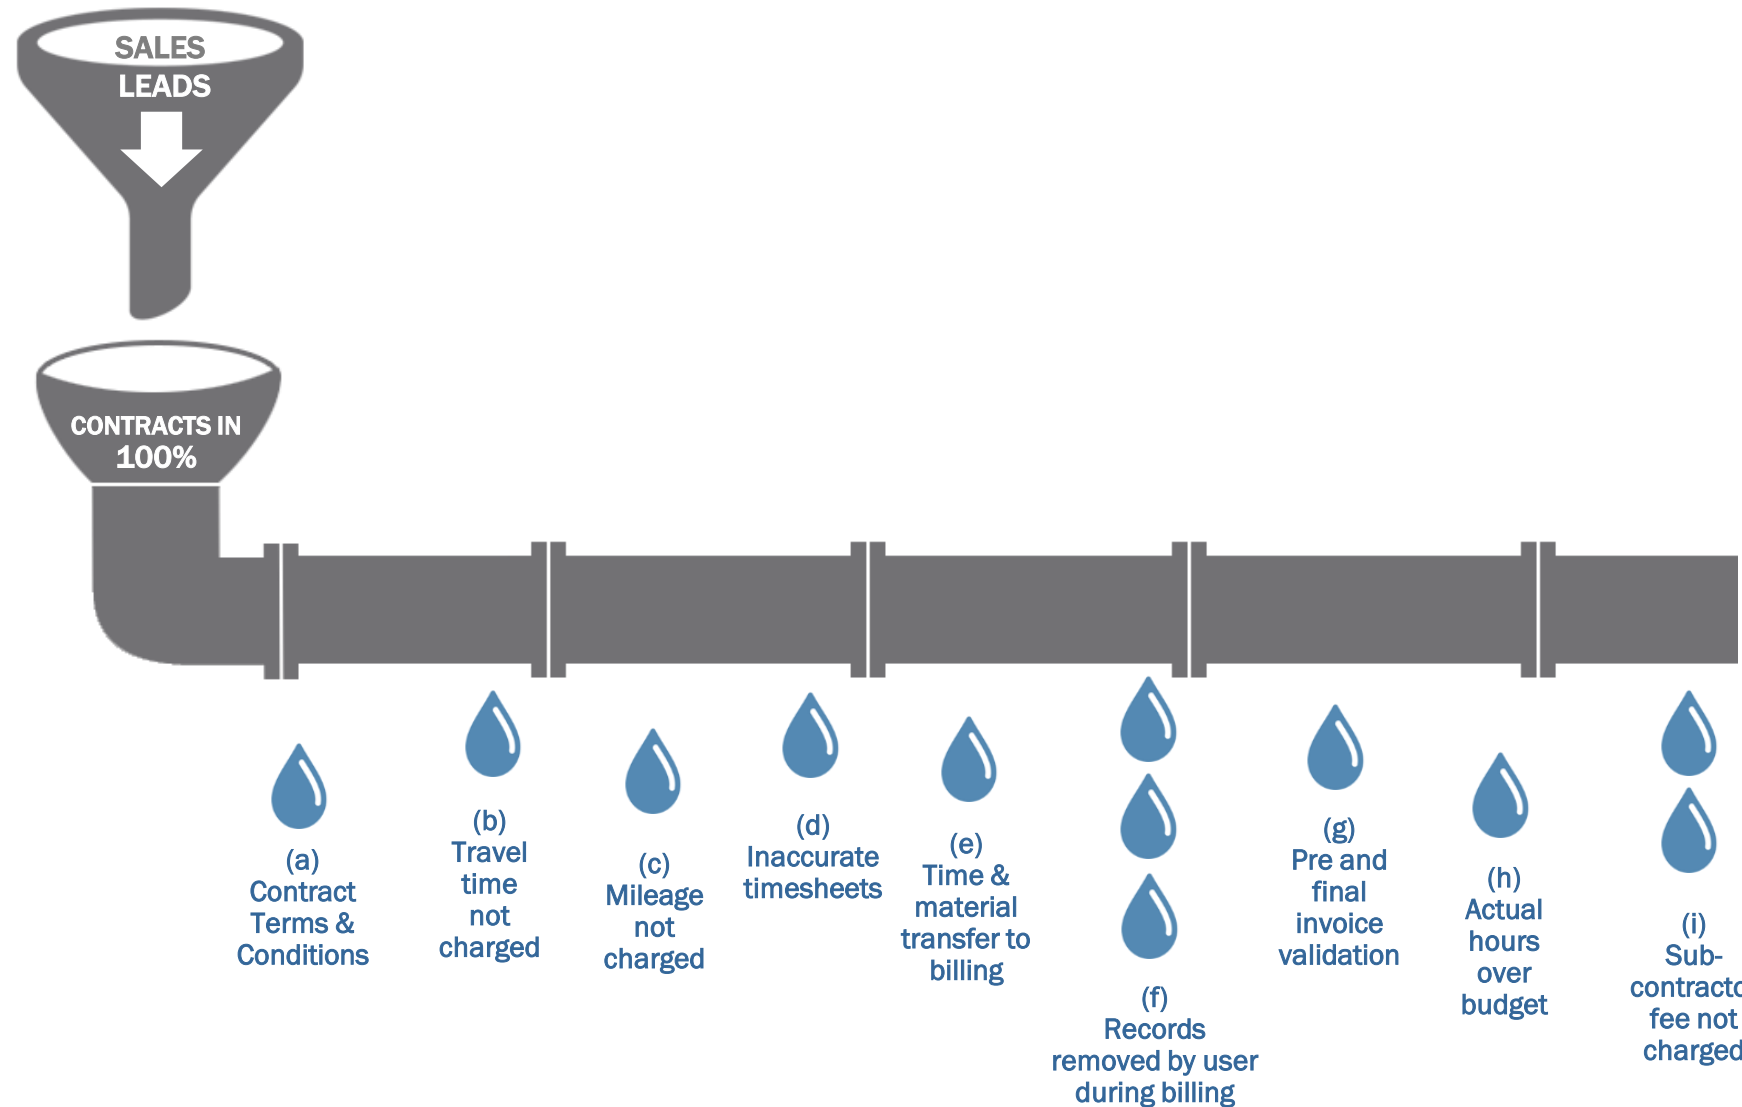 SALES
LEADS
CONTRACTS IN
100%
(a)
Contract
Terms &
Conditions
(b)
Travel
time
not
charged
(c)
Mileage
not
charged
(d)
Inaccurate
timesheets
(e)
Time &
material
transfer to
billing
(f)
Records
removed by user
during billing
(g)
Pre and
final
invoice
validation
(h)
Actual
hours
over
budget
(i)
Sub-
contracto
fee not
charged